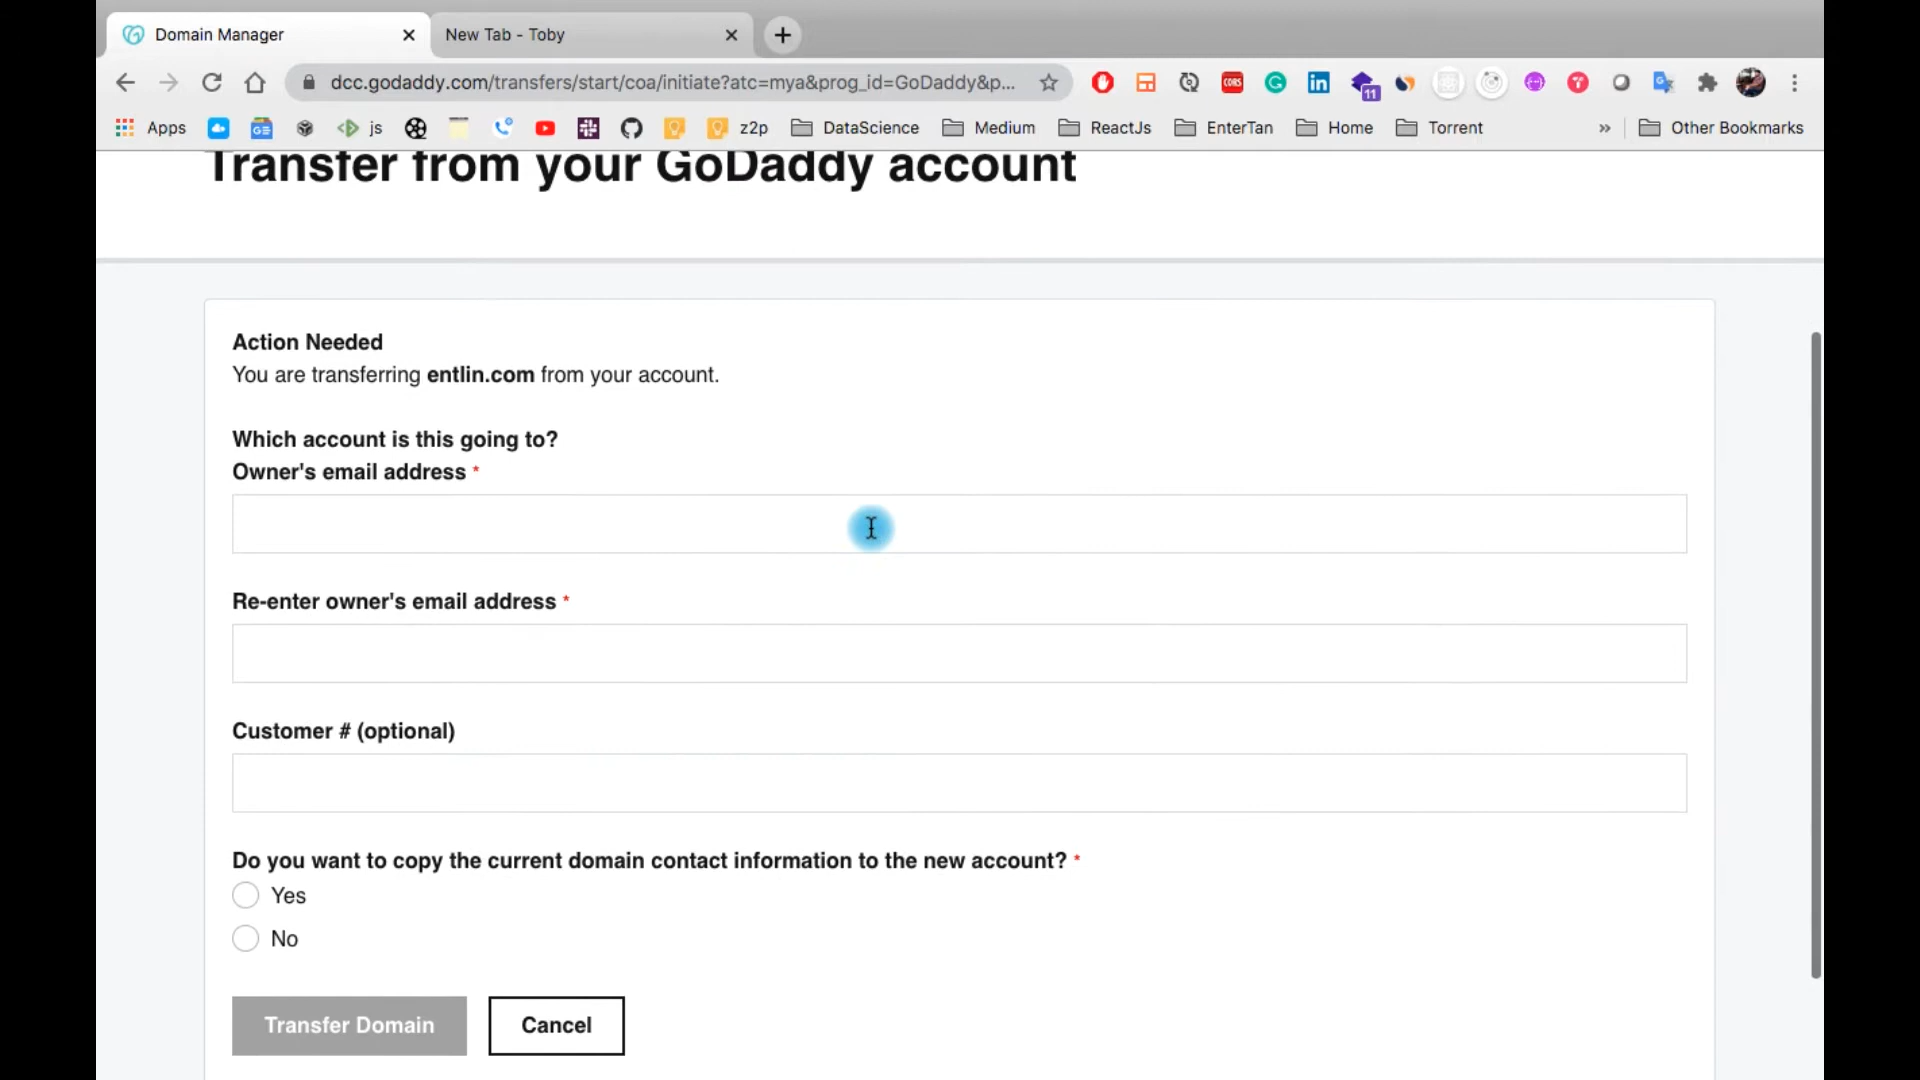 Domain Manager
New Tab - Toby
dcc.godaddy.com/transfers/start/coa/initiate?atc=mya&prog_id=GoDaddy&p...
CORS
11
Apps
js
z2p
DataScience
Medium
ReactJs
EnterTan
Home
Torrent
Other Bookmarks
Transfer from your GoDaddy account
Action Needed
You are transferring entlin.com from your account.
Which account is this going to?
Owner's email address *
Re-enter owner's email address *
Customer # (optional)
Do you want to copy the current domain contact information to the new account? *
Yes
No
Transfer Domain
Cancel